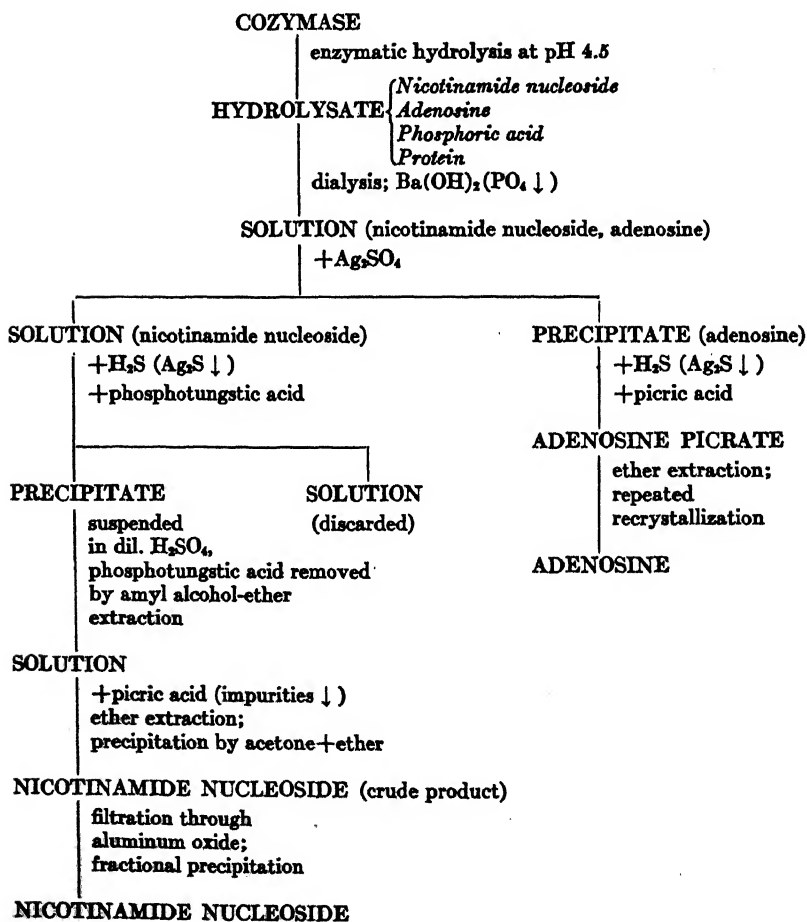 COZYMASE
enzymatic hydrolysis at pH 4.5
HYDROLYSATE { Nicotinamide nucleoside
Adenosine
Phosphoric acid
Protein
dialysis; Ba(OH)₂(PO₄ ↓)
SOLUTION (nicotinamide nucleoside, adenosine)
+Ag₂SO₄
SOLUTION (nicotinamide nucleoside)
+H₂S (Ag₂S ↓)
+phosphotungstic acid
PRECIPITATE (adenosine)
+H₂S (Ag₂S ↓)
+picric acid
ADENOSINE PICRATE
ether extraction;
repeated
recrystallization
ADENOSINE
PRECIPITATE
suspended
in dil. H₂SO₄,
phosphotungstic acid removed
by amyl alcohol-ether
extraction
SOLUTION
(discarded)
SOLUTION
+picric acid (impurities ↓)
ether extraction;
precipitation by acetone+ether
NICOTINAMIDE NUCLEOSIDE (crude product)
filtration through
aluminum oxide;
fractional precipitation
NICOTINAMIDE NUCLEOSIDE